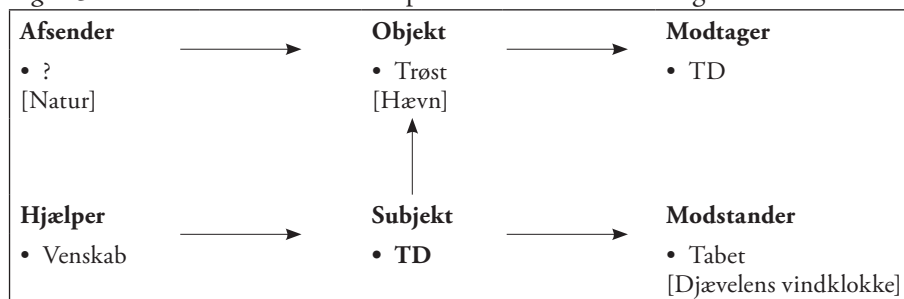 Afsender Objekt Modtager
• ? • Trøst • TD
[Natur] [Hævn]
Hjælper Subjekt Modstander
• Venskab • TD • Tabet
[Djævelens vindklokke]